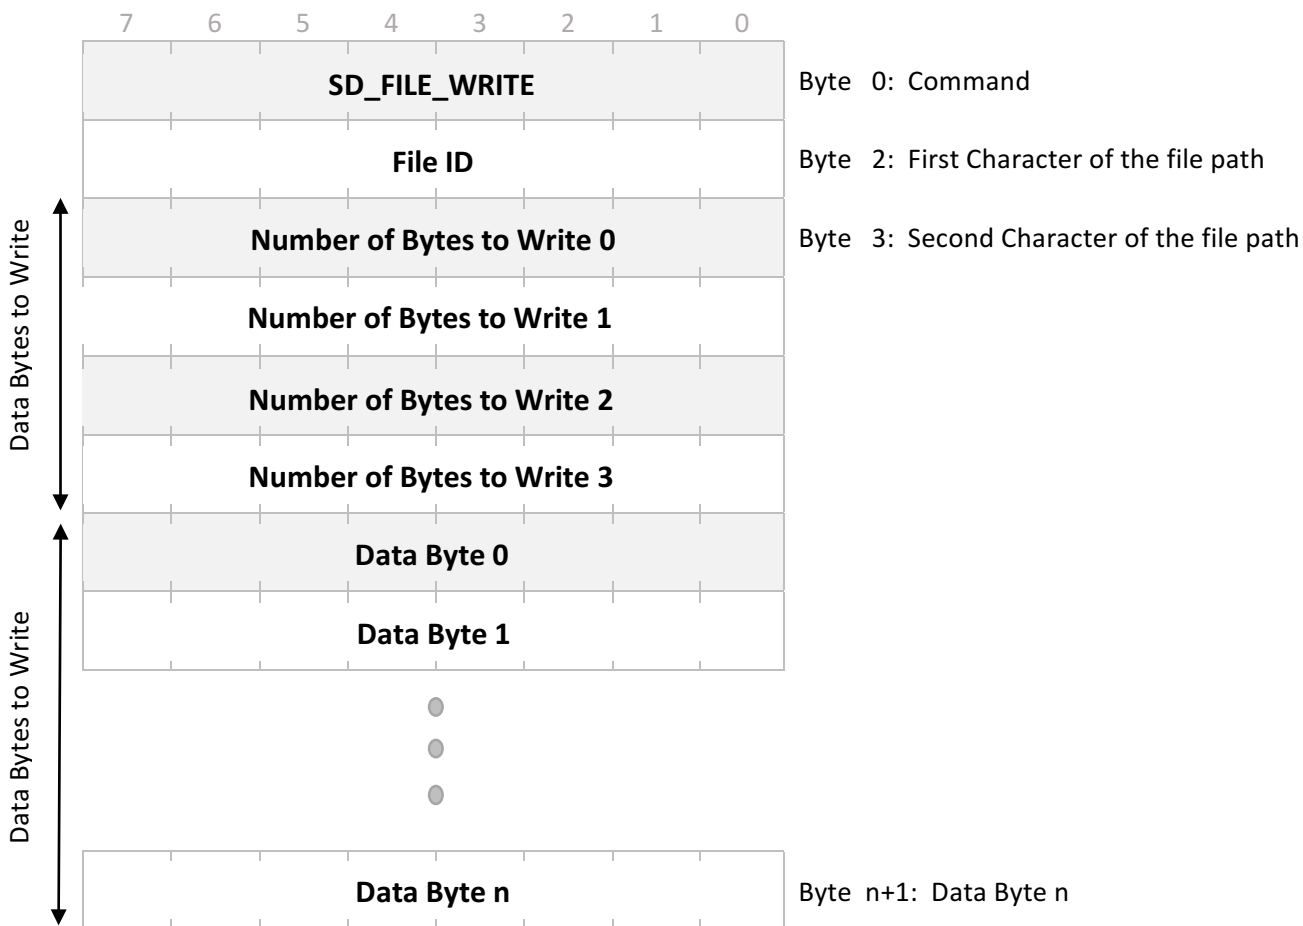 7 6 5 4 3 2 1 0
SD_FILE_WRITE Byte 0: Command
File ID Byte 2: First Character of the file path
Number of Bytes to Write 0 Byte 3: Second Character of the file path
Number of Bytes to Write 1
Data Bytes to Write
Number of Bytes to Write 2
Number of Bytes to Write 3
Data Byte 0
Data Byte 1
Data Bytes to Write
Data Byte n Byte n+1: Data Byte n